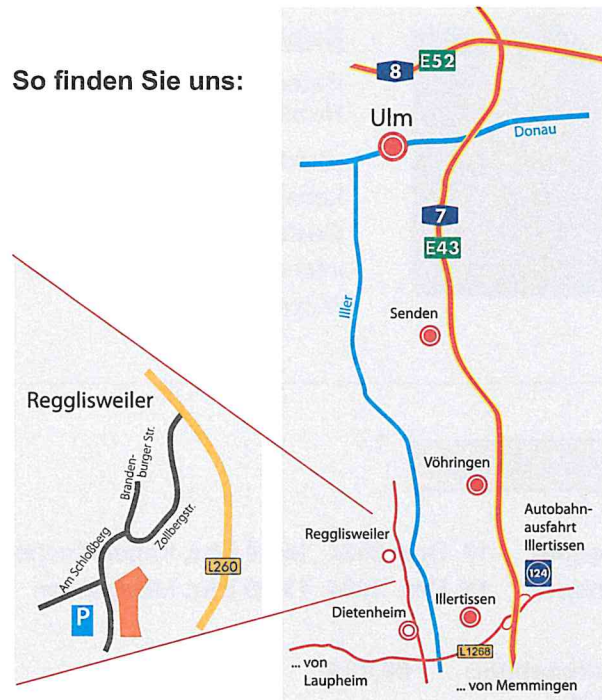 So finden Sie uns:
8
E52
Ulm
Donau
7
E43
Iller
Senden
Vöhringen
Autobahn-
ausfahrt
Illertissen
124
Regglisweiler
Dietenheim
Illertissen
L1268
... von
Laupheim
... von Memmingen
Regglisweiler
Branden-
burger Str.
Zollbergstr.
Am Schloßberg
L260
P